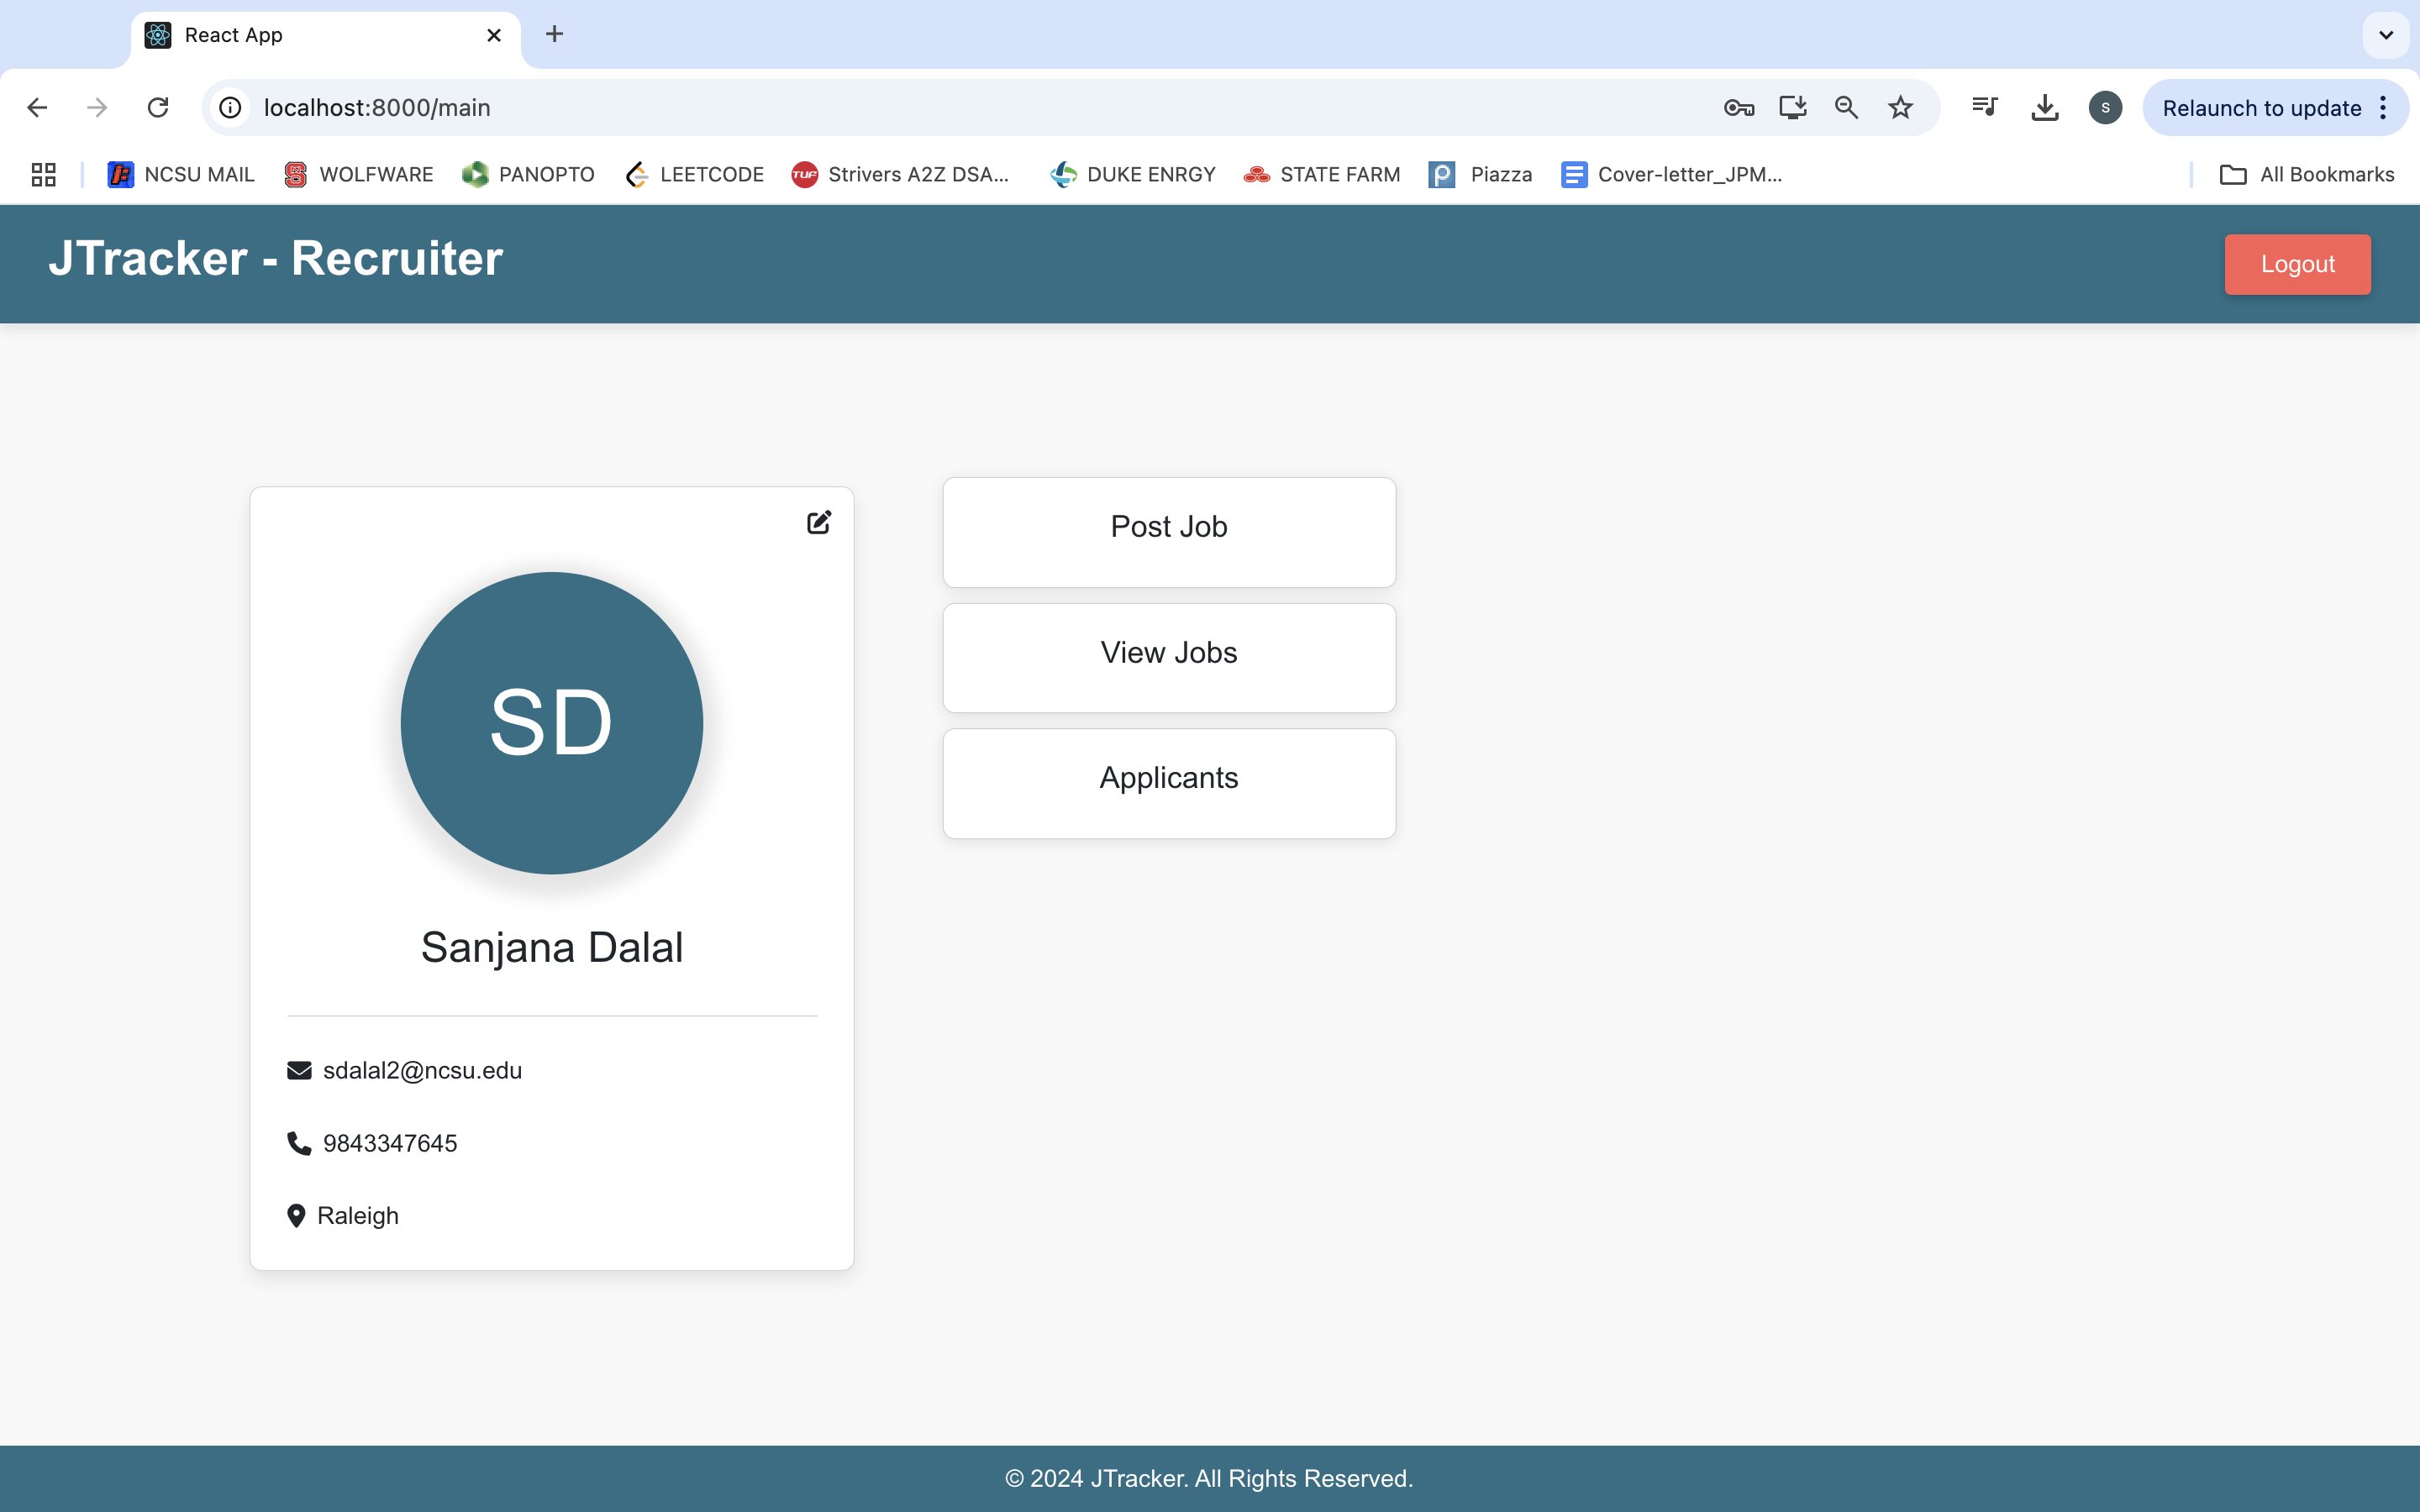 React App
localhost:8000/main
S
Relaunch to update
NCSU MAIL
WOLFWARE
PANOPTO
LEETCODE
TUF
Strivers A2Z DSA...
DUKE ENRGY
STATE FARM
Piazza
Cover-letter_JPM...
All Bookmarks
JTracker - Recruiter
Logout
SD
Sanjana Dalal
sdalal2@ncsu.edu
9843347645
Raleigh
Post Job
View Jobs
Applicants
© 2024 JTracker. All Rights Reserved.